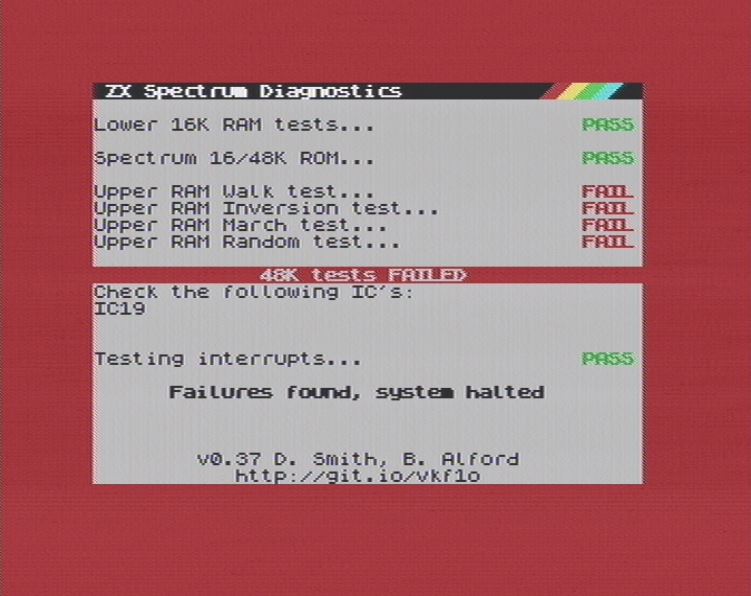 ZX Spectrum Diagnostics
Lower 16K RAM tests... PASS
Spectrum 16/48K ROM... PASS
Upper RAM Walk test... FAIL
Upper RAM Inversion test... FAIL
Upper RAM March test... FAIL
Upper RAM Random test... FAIL
48K tests FAILED
Check the following IC's:
IC19
Testing interrupts... PASS
Failures found, system halted
v0.37 D. Smith, B. Alford
http://git.io/vkf1o